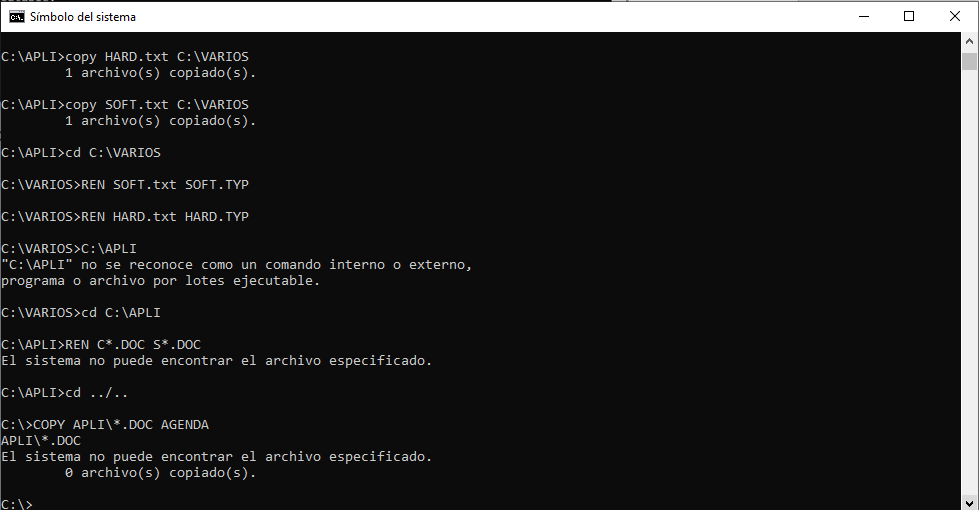 Símbolo del sistema
C:\APLI>copy HARD.txt C:\VARIOS
1 archivo(s) copiado(s).
C:\APLI>copy SOFT.txt C:\VARIOS
1 archivo(s) copiado(s).
C:\APLI>cd C:\VARIOS
C:\VARIOS>REN SOFT.txt SOFT.TYP
C:\VARIOS>REN HARD.txt HARD.TYP
C:\VARIOS>C:\APLI
"C:\APLI" no se reconoce como un comando interno o externo,
programa o archivo por lotes ejecutable.
C:\VARIOS>cd C:\APLI
C:\APLI>REN C*.DOC S*.DOC
El sistema no puede encontrar el archivo especificado.
C:\APLI>cd ../..
C:\>COPY APLI\*.DOC AGENDA
APLI\*.DOC
El sistema no puede encontrar el archivo especificado.
0 archivo(s) copiado(s).
C:\>